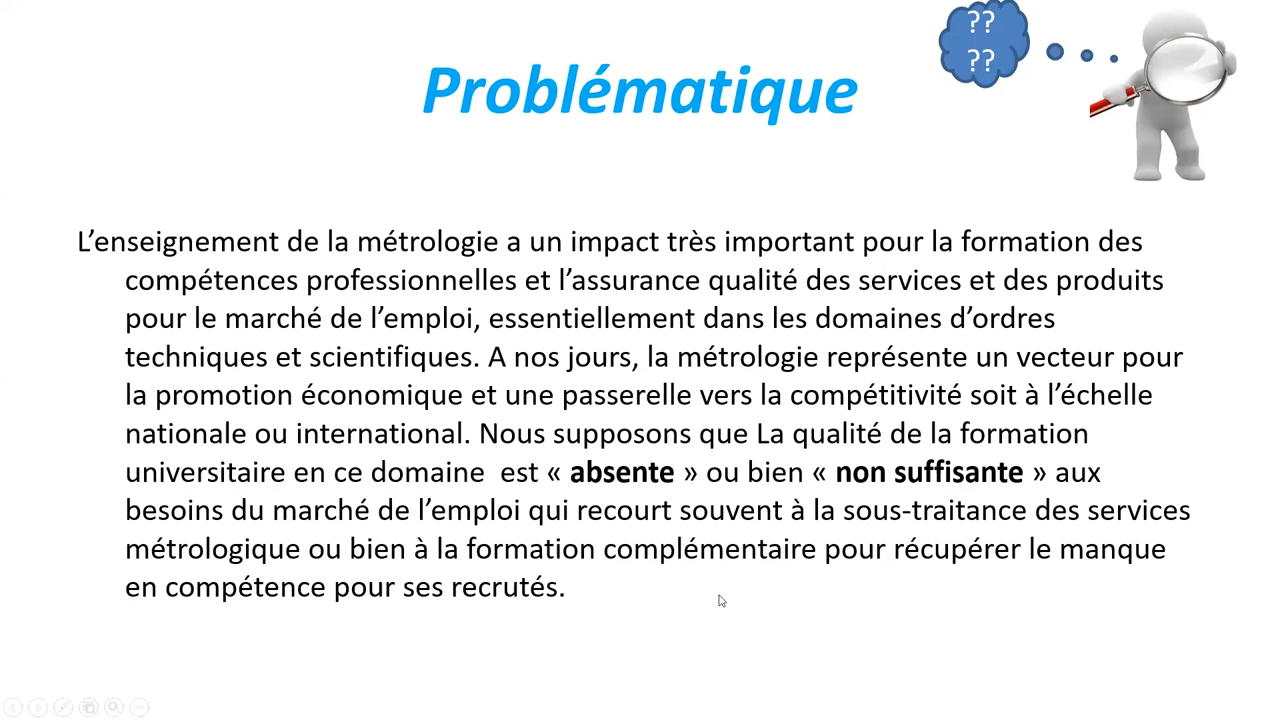 ??
??
Problématique
L’enseignement de la métrologie a un impact très important pour la formation des
compétences professionnelles et l’assurance qualité des services et des produits
pour le marché de l’emploi, essentiellement dans les domaines d’ordres
techniques et scientifiques. A nos jours, la métrologie représente un vecteur pour
la promotion économique et une passerelle vers la compétitivité soit à l’échelle
nationale ou international. Nous supposons que La qualité de la formation
universitaire en ce domaine  est « absente » ou bien « non suffisante » aux
besoins du marché de l’emploi qui recourt souvent à la sous-traitance des services
métrologique ou bien à la formation complémentaire pour récupérer le manque
en compétence pour ses recrutés.